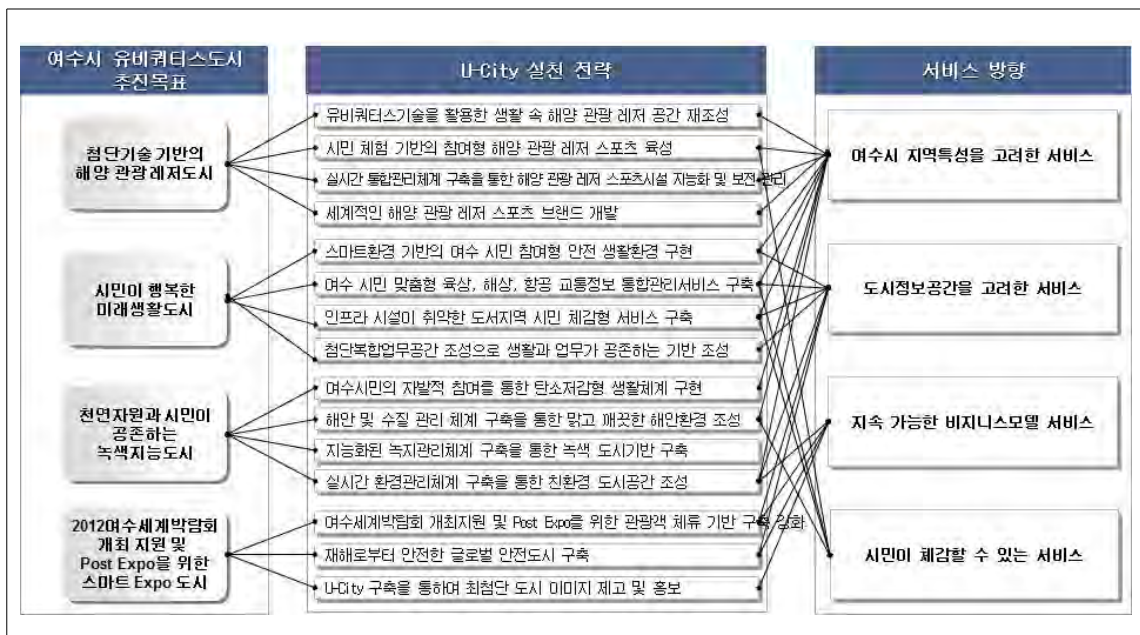 여수시 유비쿼터스도시
추진목표
U-City 실천 전략
서비스 방향
첨단기술 기반의
해양 관광 레저도시
유비쿼터스기술을 활용한 생활 속 해양 관광 레저 공간 재조성
시민 체험 기반의 참여형 해양 관광 레저 스포츠 육성
실시간 통합관리체계 구축을 통한 해양 관광 레저 스포츠시설 지능화 및 보전 관리
세계적인 해양 관광 레저 스포츠 브랜드 개발
여수시 지역특성을 고려한 서비스
시민이 행복한
미래생활도시
스마트환경 기반의 여수 시민 참여형 안전 생활환경 구현
여수 시민 맞춤형 육상, 해상, 항공 교통정보 통합관리서비스 구축
인프라 시설이 취약한 도서지역 시민 체감형 서비스 구축
첨단복합업무공간 조성으로 생활과 업무가 공존하는 기반 조성
도시정보공간을 고려한 서비스
천연자원과 시민이
공존하는
녹색지능도시
여수시민의 자발적 참여를 통한 탄소저감형 생활체계 구현
해안 및 수질 관리 체계 구축을 통한 맑고 깨끗한 해안환경 조성
지능화된 녹지관리체계 구축을 통한 녹색 도시기반 구축
실시간 환경관리체계 구축을 통한 친환경 도시공간 조성
지속 가능한 비지니스모델 서비스
2012여수세계박람회
개최 지원 및
Post Expo을 위한
스마트 Expo 도시
여수세계박람회 개최지원 및 Post Expo을 위한 관광객 체류 기반 구축 강화
재해로부터 안전한 글로벌 안전도시 구축
U-City 구축을 통하여 최첨단 도시 이미지 제고 및 홍보
시민이 체감할 수 있는 서비스